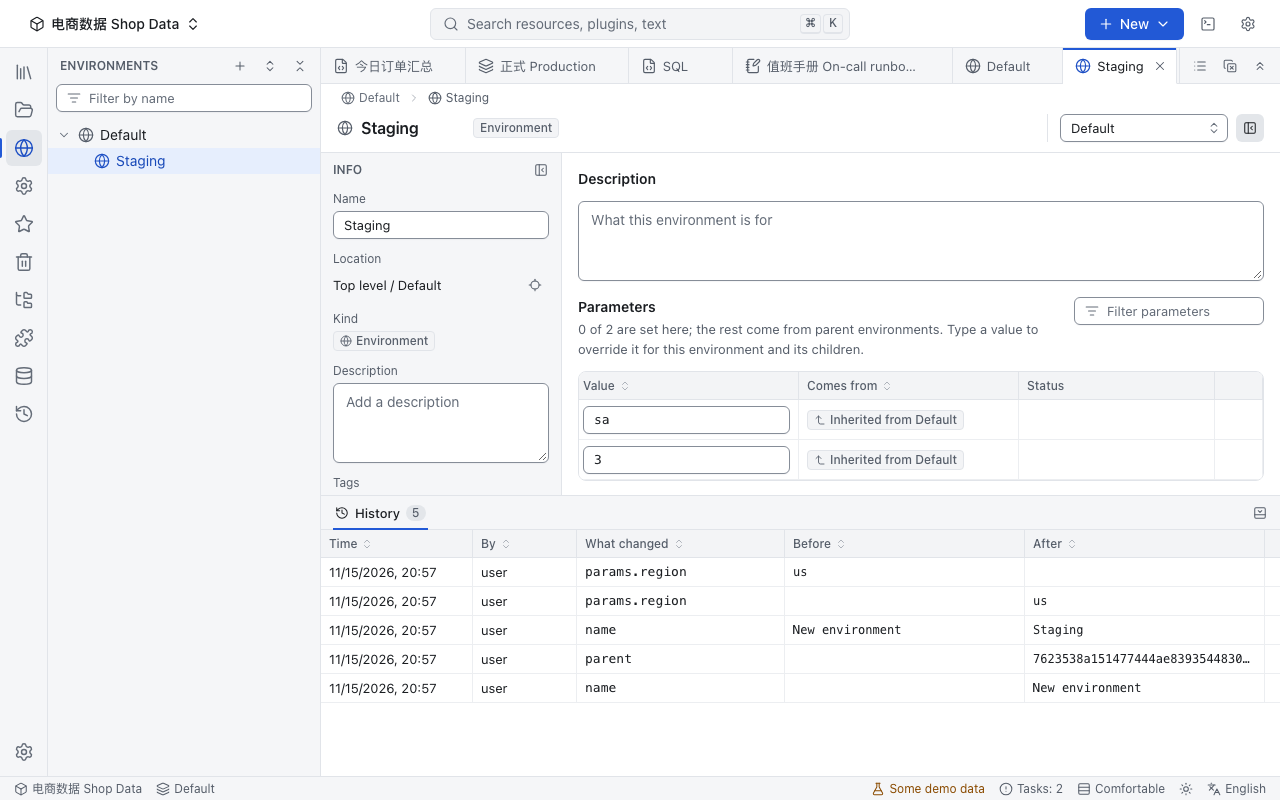 电商数据 Shop Data
Search resources, plugins, text
⌘ K
New
ENVIRONMENTS
Filter by name
Default
Staging
今日订单汇总
正式 Production
SQL
值班手册 On-call runbo...
Default
Staging
Default
Staging
Staging
Environment
Default
INFO
Name
Staging
Location
Top level / Default
Kind
Environment
Description
Add a description
Tags
Description
What this environment is for
Parameters
Filter parameters
0 of 2 are set here; the rest come from parent environments. Type a value to
override it for this environment and its children.
Value Comes from Status
sa Inherited from Default
3 Inherited from Default
History 5
Time By What changed Before After
11/15/2026, 20:57 user params.region us
11/15/2026, 20:57 user params.region us
11/15/2026, 20:57 user name New environment Staging
11/15/2026, 20:57 user parent 7623538a151477444ae8393544830…
11/15/2026, 20:57 user name New environment
电商数据 Shop Data
Default
Some demo data
Tasks: 2
Comfortable
English